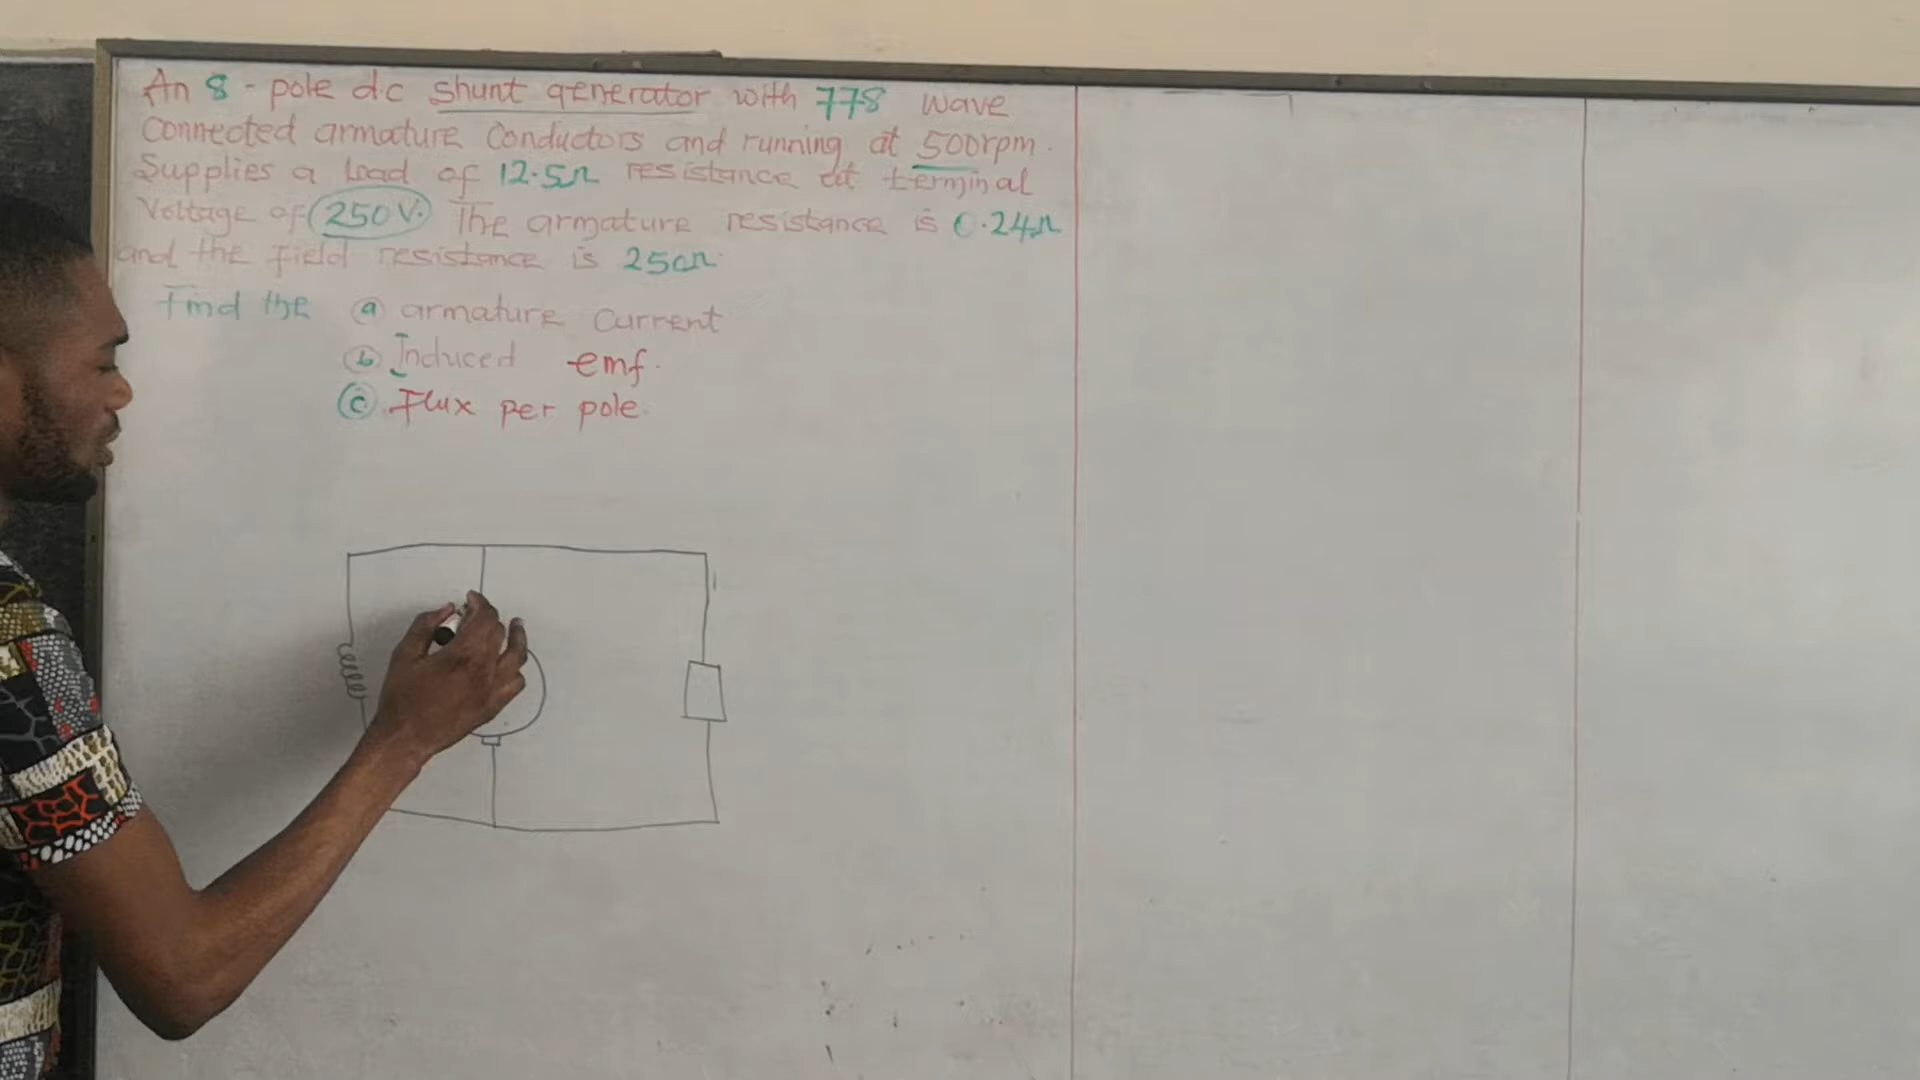 An 8 - pole d.c shunt generator with 778 wave
Connected armature Conductors and running at 500rpm.
Supplies a Load of 12.5Ω resistance at terminal
Voltage of 250V. The armature resistance is 0.24Ω
and the field resistance is 250Ω.
Find the (a) armature Current
(b) Induced emf.
(c) Flux per pole.